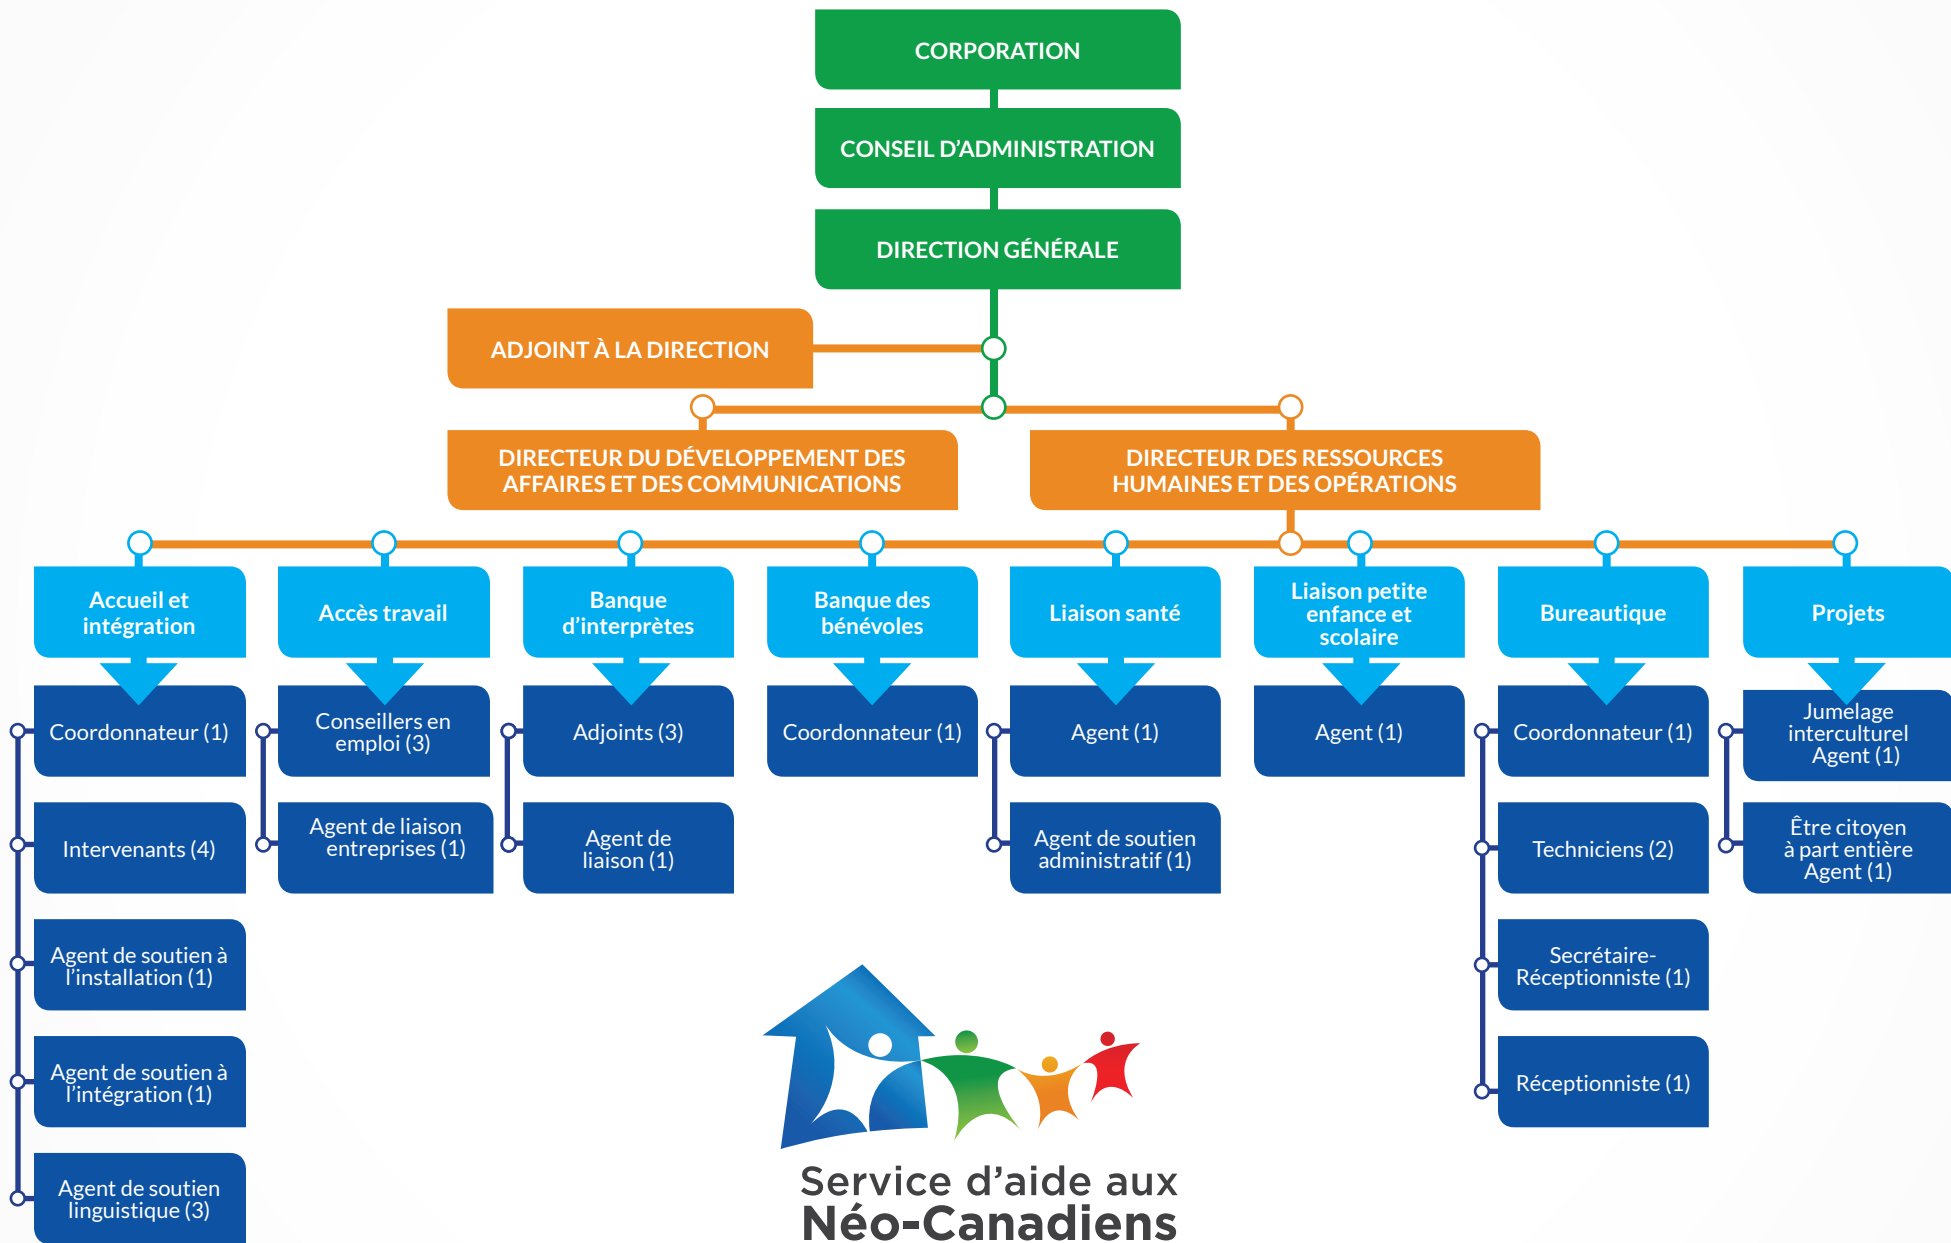 CORPORATION
CONSEIL D’ADMINISTRATION
DIRECTION GÉNÉRALE
ADJOINT À LA DIRECTION
DIRECTEUR DU DÉVELOPPEMENT DES
AFFAIRES ET DES COMMUNICATIONS
DIRECTEUR DES RESSOURCES
HUMAINES ET DES OPÉRATIONS
Accueil et
intégration
Coordonnateur (1)
Intervenants (4)
Agent de soutien à
l’installation (1)
Agent de soutien à
l’intégration (1)
Agent de soutien
linguistique (3)
Accès travail
Conseillers en
emploi (3)
Agent de liaison
entreprises (1)
Banque
d’interprètes
Adjoints (3)
Agent de
liaison (1)
Banque des
bénévoles
Coordonnateur (1)
Liaison santé
Agent (1)
Agent de soutien
administratif (1)
Liaison petite
enfance et
scolaire
Agent (1)
Bureautique
Coordonnateur (1)
Techniciens (2)
Secrétaire-
Réceptionniste (1)
Réceptionniste (1)
Projets
Jumelage
interculturel
Agent (1)
Être citoyen
à part entière
Agent (1)
Service d’aide aux
Néo-Canadiens